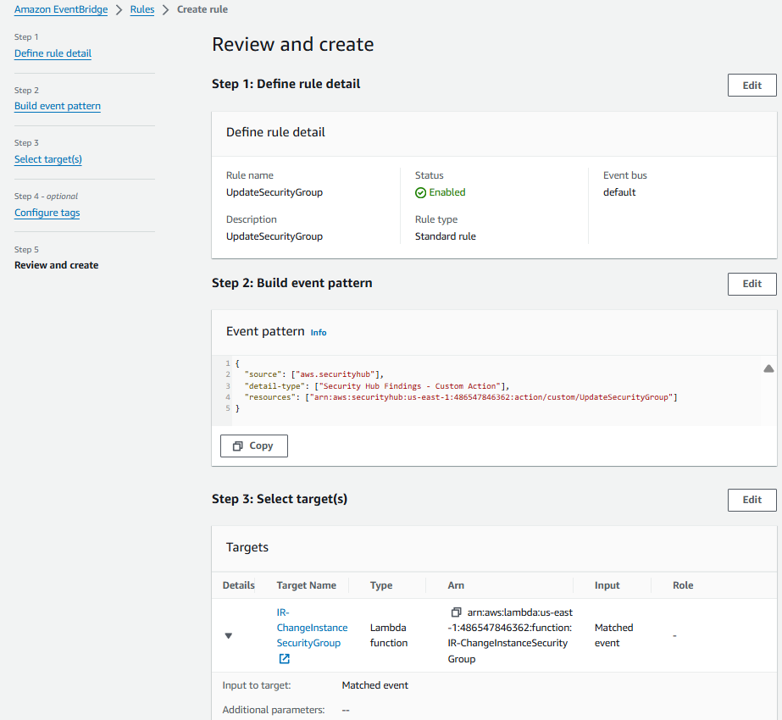 Amazon EventBridge > Rules > Create rule
Step 1
Define rule detail
Step 2
Build event pattern
Step 3
Select target(s)
Step 4 - optional
Configure tags
Step 5
Review and create
Review and create
Step 1: Define rule detail
Edit
Define rule detail
Rule name
UpdateSecurityGroup
Status
Enabled
Event bus
default
Description
UpdateSecurityGroup
Rule type
Standard rule
Step 2: Build event pattern
Edit
Event pattern Info
1 {
2 "source": ["aws.securityhub"],
3 "detail-type": ["Security Hub Findings - Custom Action"],
4 "resources": ["arn:aws:securityhub:us-east-1:486547846362:action/custom/UpdateSecurityGroup"]
5 }
Copy
Step 3: Select target(s)
Edit
Targets
Details Target Name Type Arn Input Role
IR-
ChangeInstance
SecurityGroup
Lambda
function
arn:aws:lambda:us-east
-1:486547846362:function:
IR-ChangeInstanceSecurity
Group
Matched
event
-
Input to target: Matched event
Additional parameters: --